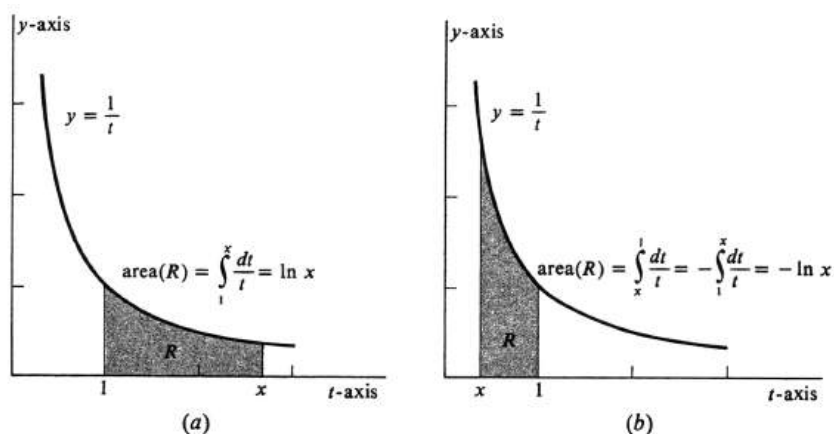 y-axis
y = 1/t
area(R) = ∫₁ˣ dt/t = ln x
R
1
x
t-axis
(a)
y-axis
y = 1/t
area(R) = ∫ₓ¹ dt/t = −∫₁ˣ dt/t = −ln x
R
x
1
t-axis
(b)